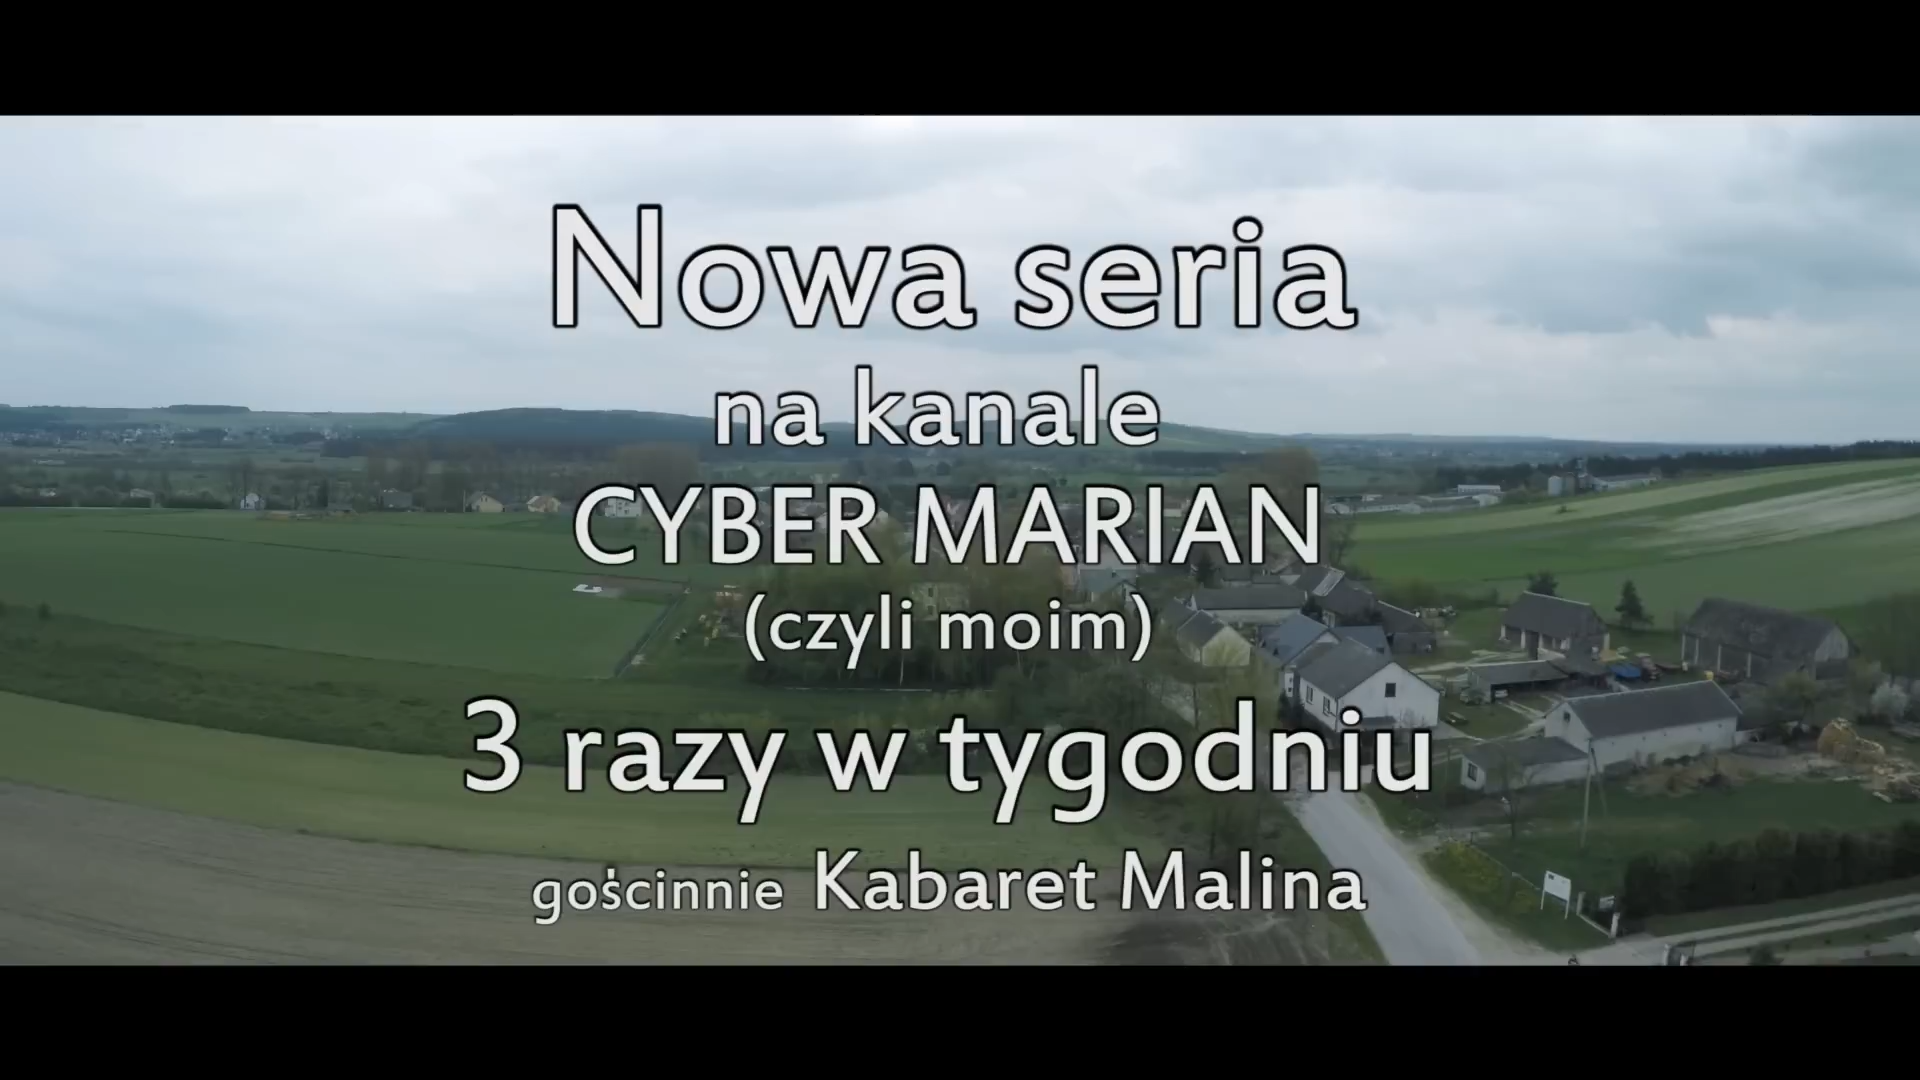 Nowa seria
na kanale
CYBER MARIAN
(czyli moim)
3 razy w tygodniu
gościnnie Kabaret Malina